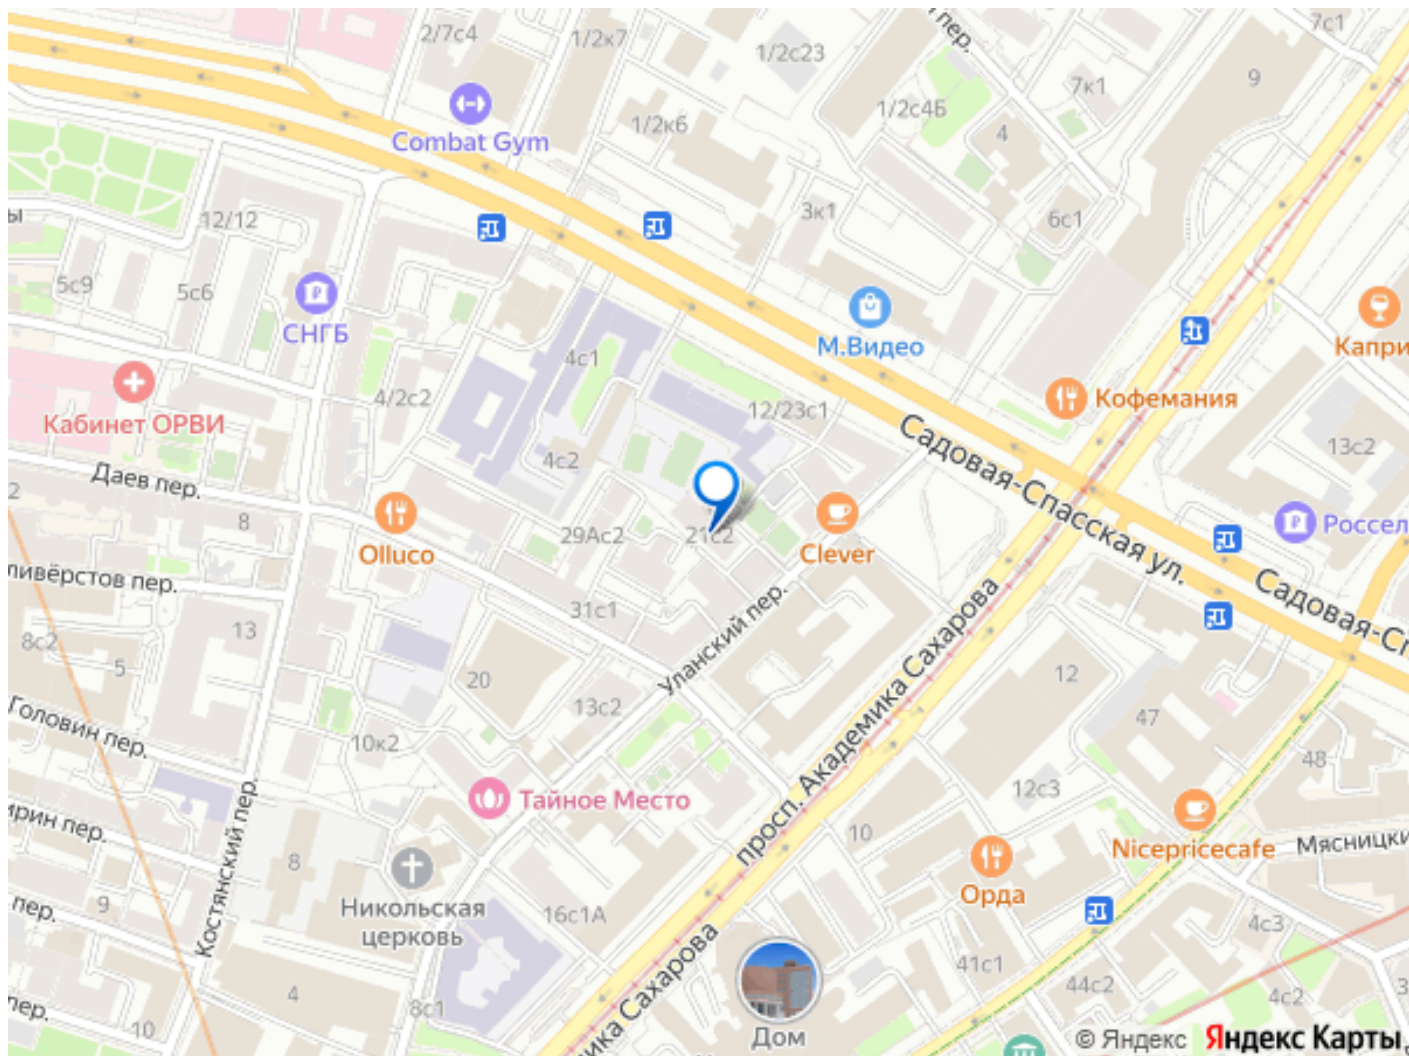 2/7с4
1/2к7
1/2с23
пер.
7с1
7к1
9
1/2с4Б
4
1/2к6
Combat Gym
3к1
6с1
12/12
ы
5с9
5с6
СНГБ
М.Видео
Капри
4с1
4/2с2
12/23с1
Кофемания
Кабинет ОРВИ
Садовая-Спасская ул.
13с2
4с2
Даев пер.
2
8
Olluco
29Ас2
21с2
Clever
Россел
ливёрстов пер.
31с1
Уланский пер.
Садовая-Сп
13
8с2
5
20
13с2
12
47
Головин пер.
10к2
48
просп. Академика Сахарова
12с3
Тайное Место
Костянский пер.
ирин пер.
8
10
Nicepricecafe
Мясницки
Орда
Никольская
церковь
16с1А
9
пер.
4с3
41с1
44с2
4
8с1
4с2
3
пер.
10
ика Сахарова
Дом
© Яндекс Яндекс Карты